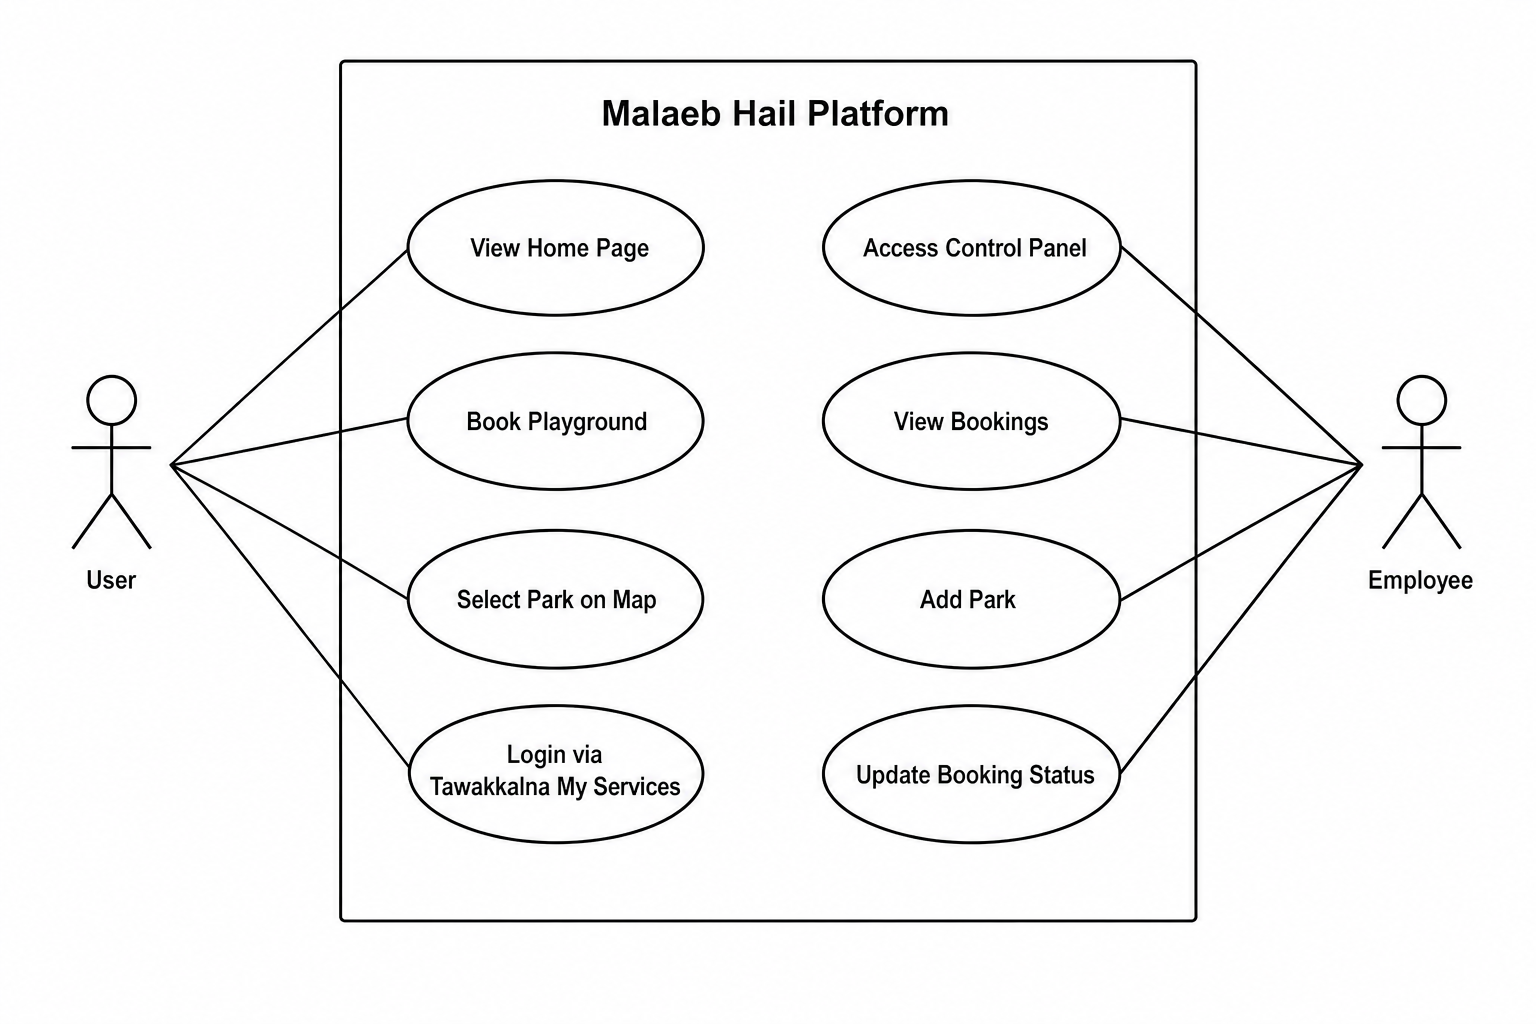 Malaeb Hail Platform
View Home Page
Access Control Panel
Book Playground
View Bookings
User
Employee
Select Park on Map
Add Park
Login via
Tawakkalna My Services
Update Booking Status